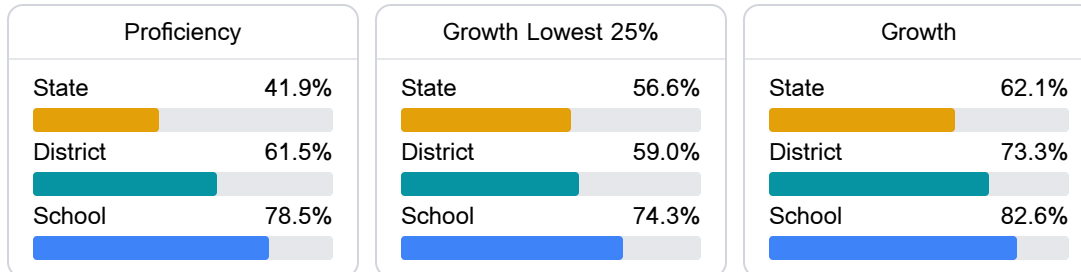 Proficiency
State 41.9%
District 61.5%
School 78.5%
Growth Lowest 25%
State 56.6%
District 59.0%
School 74.3%
Growth
State 62.1%
District 73.3%
School 82.6%